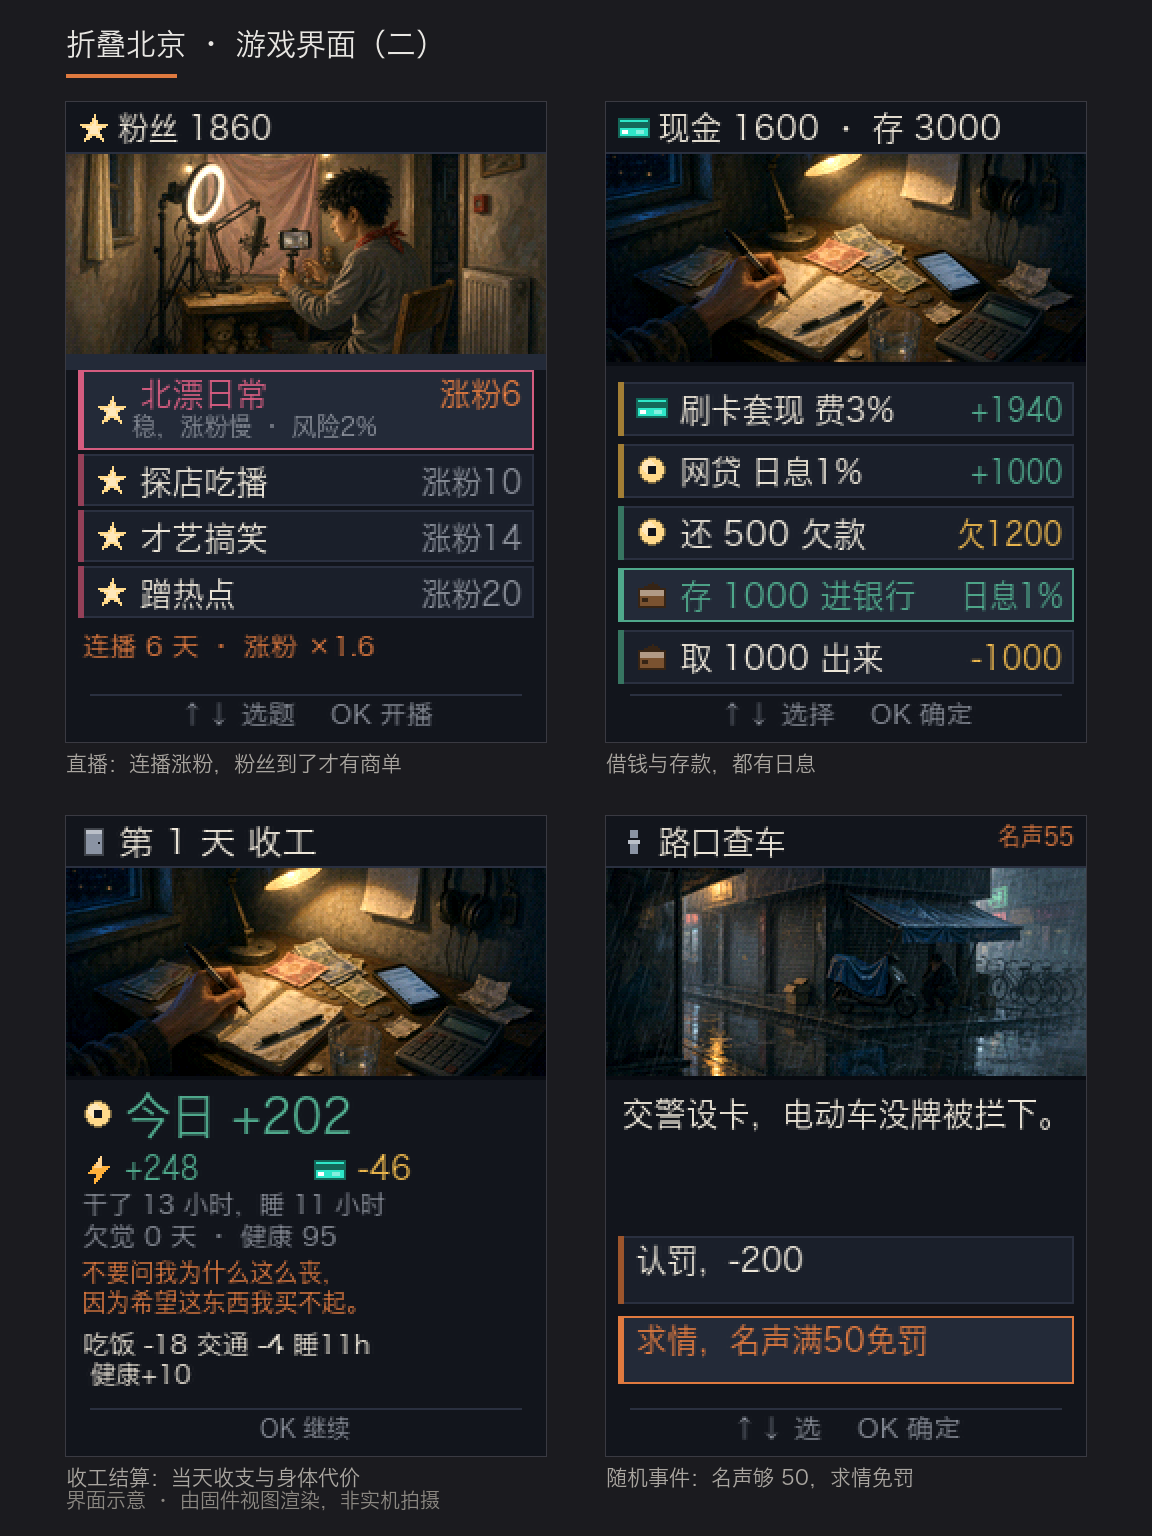 折叠北京 · 游戏界面（二）
粉丝 1860
北漂日常 涨粉6
稳，涨粉慢 · 风险2%
探店吃播 涨粉10
才艺搞笑 涨粉14
蹭热点 涨粉20
连播 6 天 · 涨粉 ×1.6
↑↓ 选题 OK 开播
直播：连播涨粉，粉丝到了才有商单
现金 1600 · 存 3000
刷卡套现 费3% +1940
网贷 日息1% +1000
还 500 欠款 欠1200
存 1000 进银行 日息1%
取 1000 出来 -1000
↑↓ 选择 OK 确定
借钱与存款，都有日息
第 1 天 收工
今日 +202
+248 -46
干了 13 小时，睡 11 小时
欠觉 0 天 · 健康 95
不要问我为什么这么丧，
因为希望这东西我买不起。
吃饭 -18 交通 -4 睡11h
健康+10
OK 继续
收工结算：当天收支与身体代价
路口查车 名声55
交警设卡，电动车没牌被拦下。
认罚，-200
求情，名声满50免罚
↑↓ 选 OK 确定
随机事件：名声够 50，求情免罚
界面示意 · 由固件视图渲染，非实机拍摄